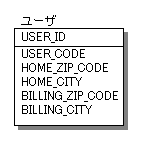 ユーザ
USER_ID
USER_CODE
HOME_ZIP_CODE
HOME_CITY
BILLING_ZIP_CODE
BILLING_CITY